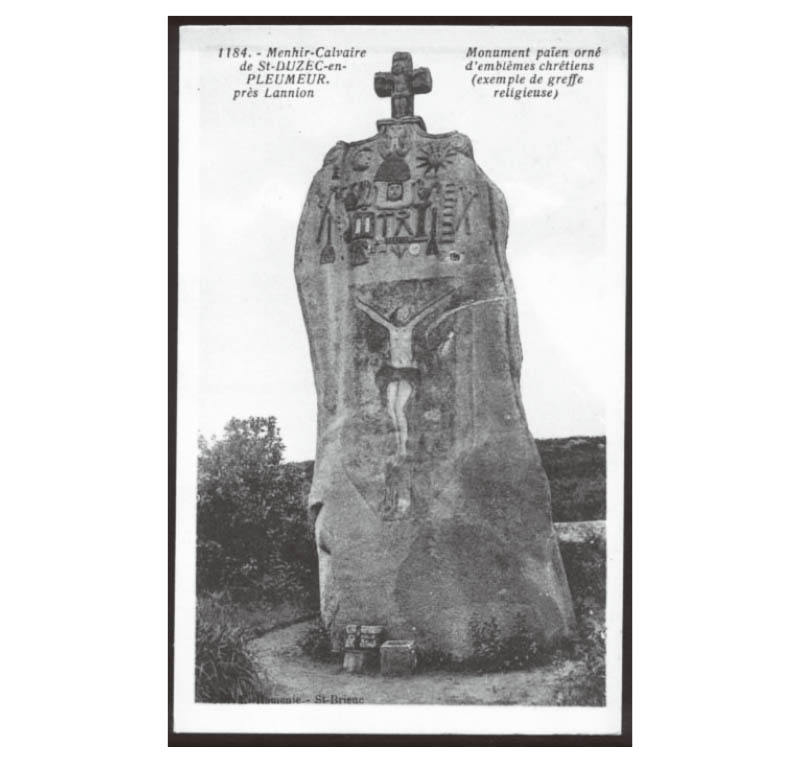 1184. - Menhir-Calvaire
de St-DUZEC-en-
PLEUMEUR.
près Lannion
Monument païen orné
d'emblèmes chrétiens
(exemple de greffe
religieuse)
- St-Brieuc